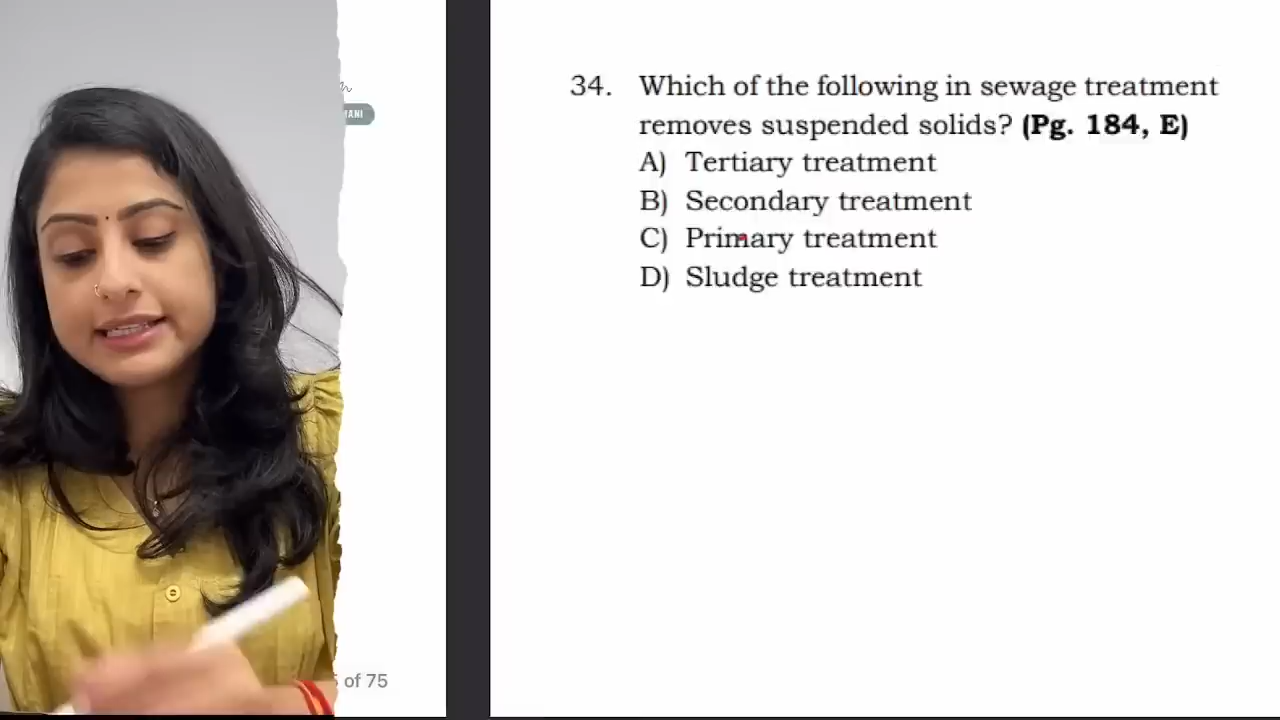 ANI
of 75
34. Which of the following in sewage treatment
removes suspended solids? (Pg. 184, E)
A) Tertiary treatment
B) Secondary treatment
C) Primary treatment
D) Sludge treatment